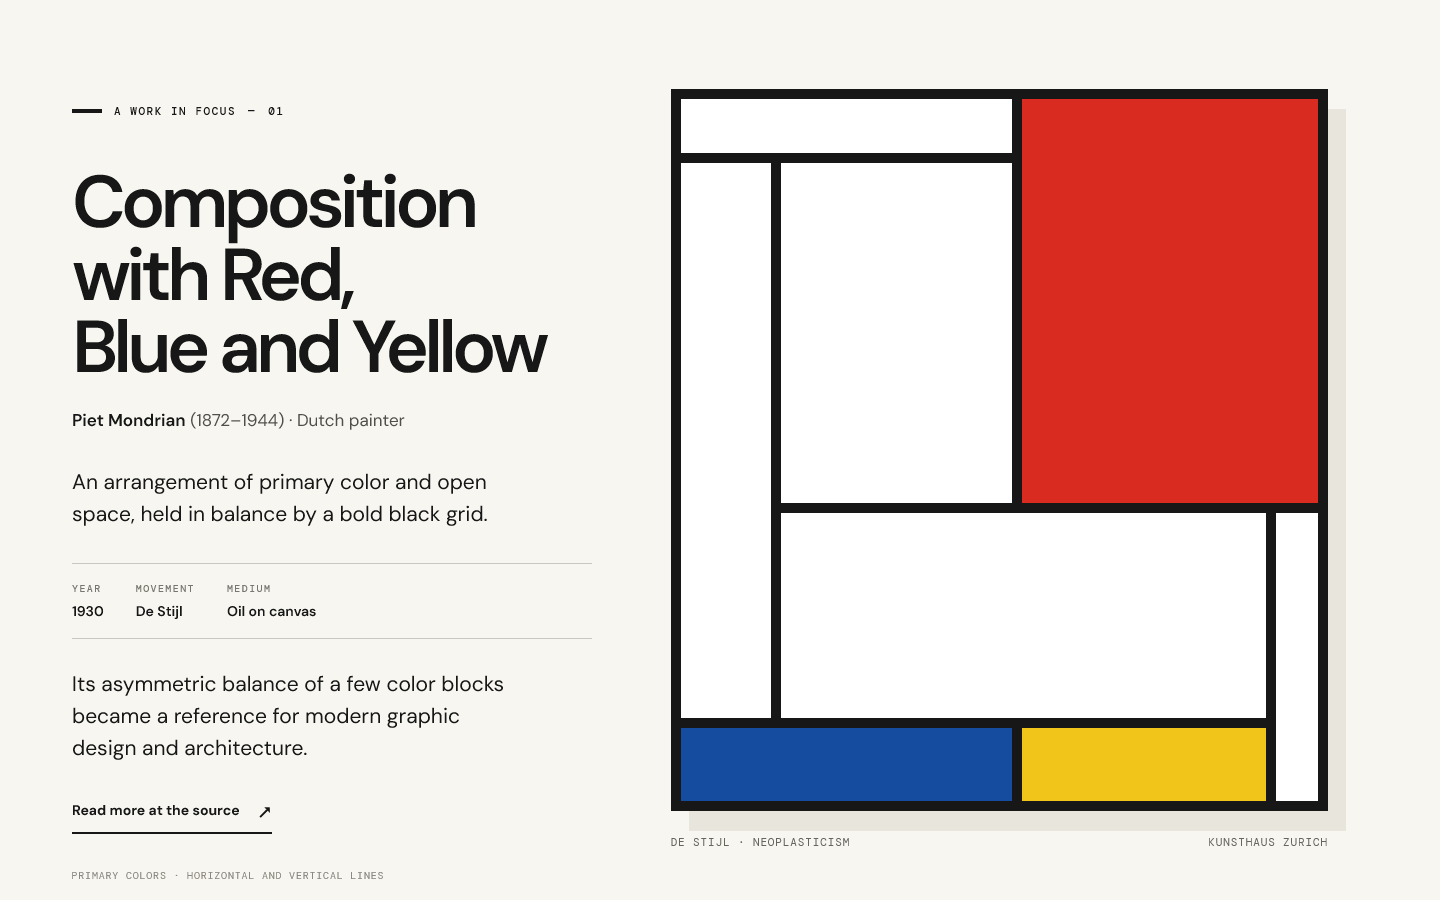 A WORK IN FOCUS — 01
Composition
with Red,
Blue and Yellow
Piet Mondrian (1872–1944) · Dutch painter
An arrangement of primary color and open
space, held in balance by a bold black grid.
YEAR MOVEMENT MEDIUM
1930 De Stijl Oil on canvas
Its asymmetric balance of a few color blocks
became a reference for modern graphic
design and architecture.
Read more at the source ↗
PRIMARY COLORS · HORIZONTAL AND VERTICAL LINES
DE STIJL · NEOPLASTICISM
KUNSTHAUS ZURICH